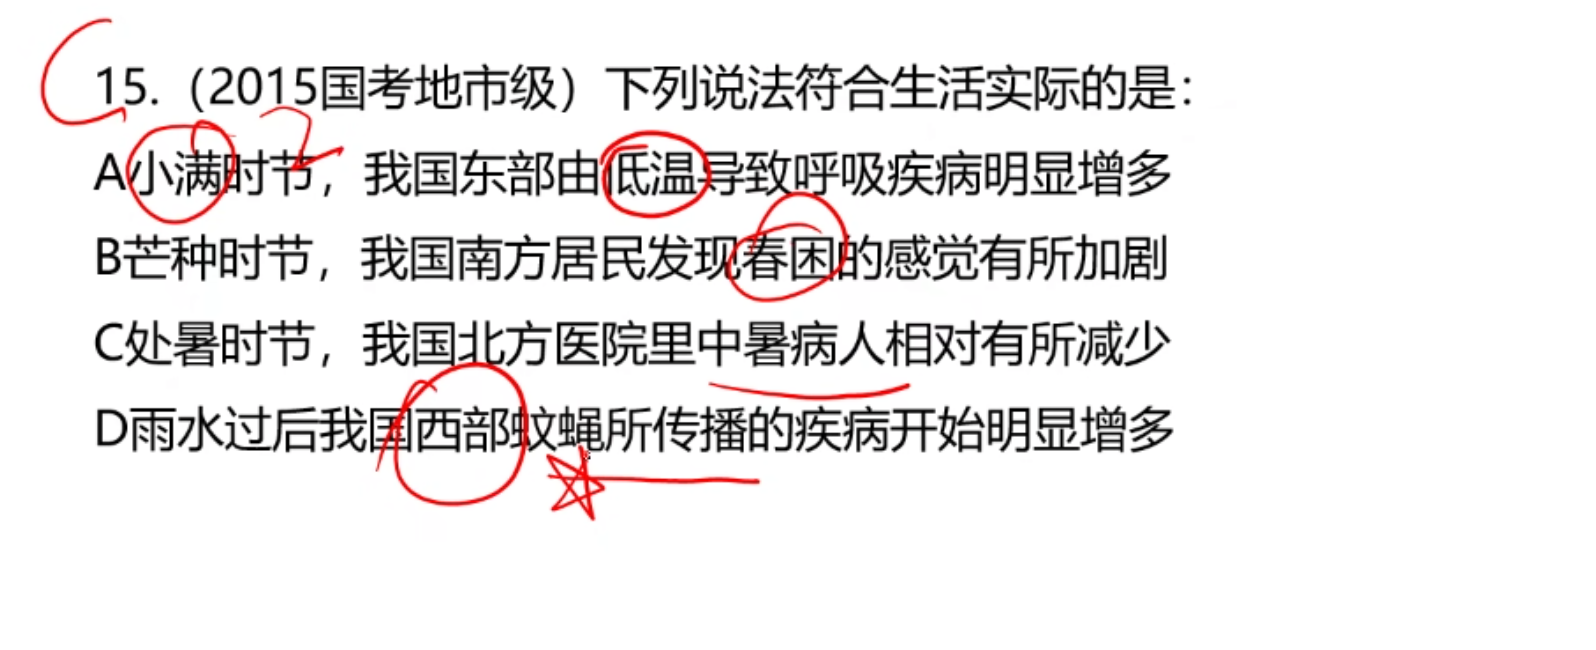 15.（2015国考地市级）下列说法符合生活实际的是：
A小满时节，我国东部由低温导致呼吸疾病明显增多
B芒种时节，我国南方居民发现春困的感觉有所加剧
C处暑时节，我国北方医院里中暑病人相对有所减少
D雨水过后我国西部蚊蝇所传播的疾病开始明显增多